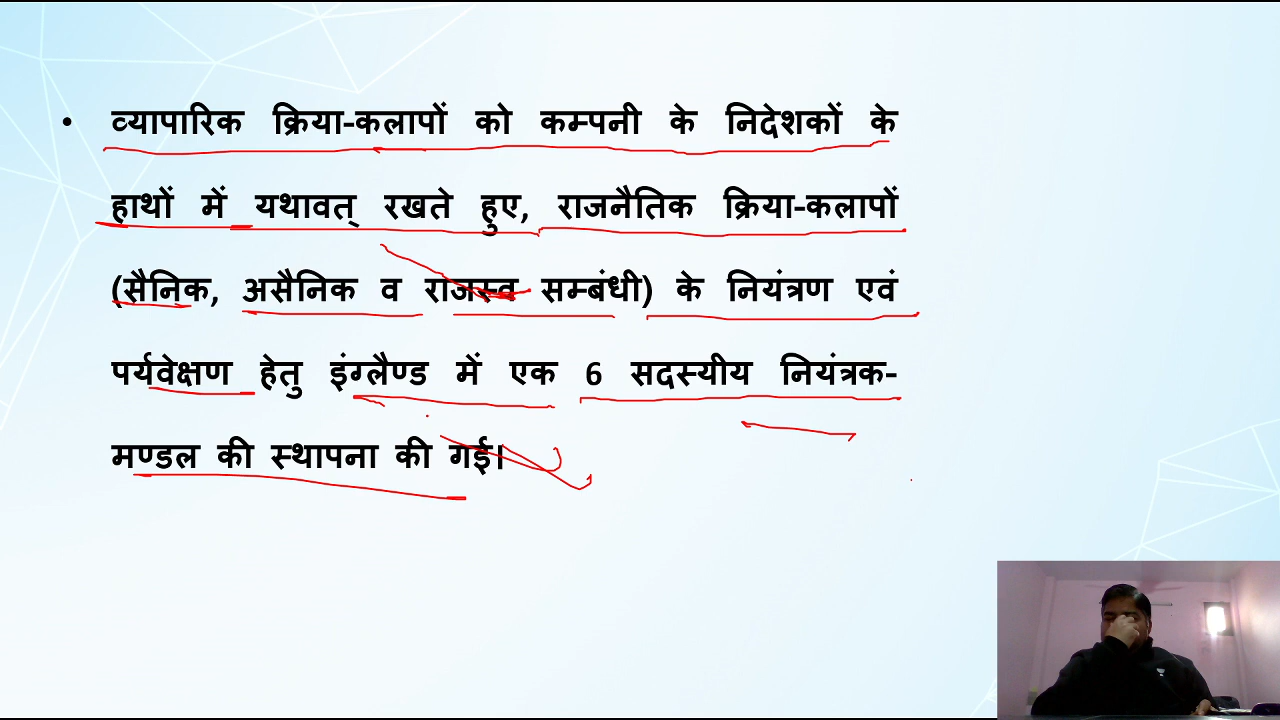 • व्यापारिक क्रिया-कलापों को कम्पनी के निदेशकों के
हाथों में यथावत् रखते हुए, राजनैतिक क्रिया-कलापों
(सैनिक, असैनिक व राजस्व सम्बंधी) के नियंत्रण एवं
पर्यवेक्षण हेतु इंग्लैण्ड में एक 6 सदस्यीय नियंत्रक-
मण्डल की स्थापना की गई।